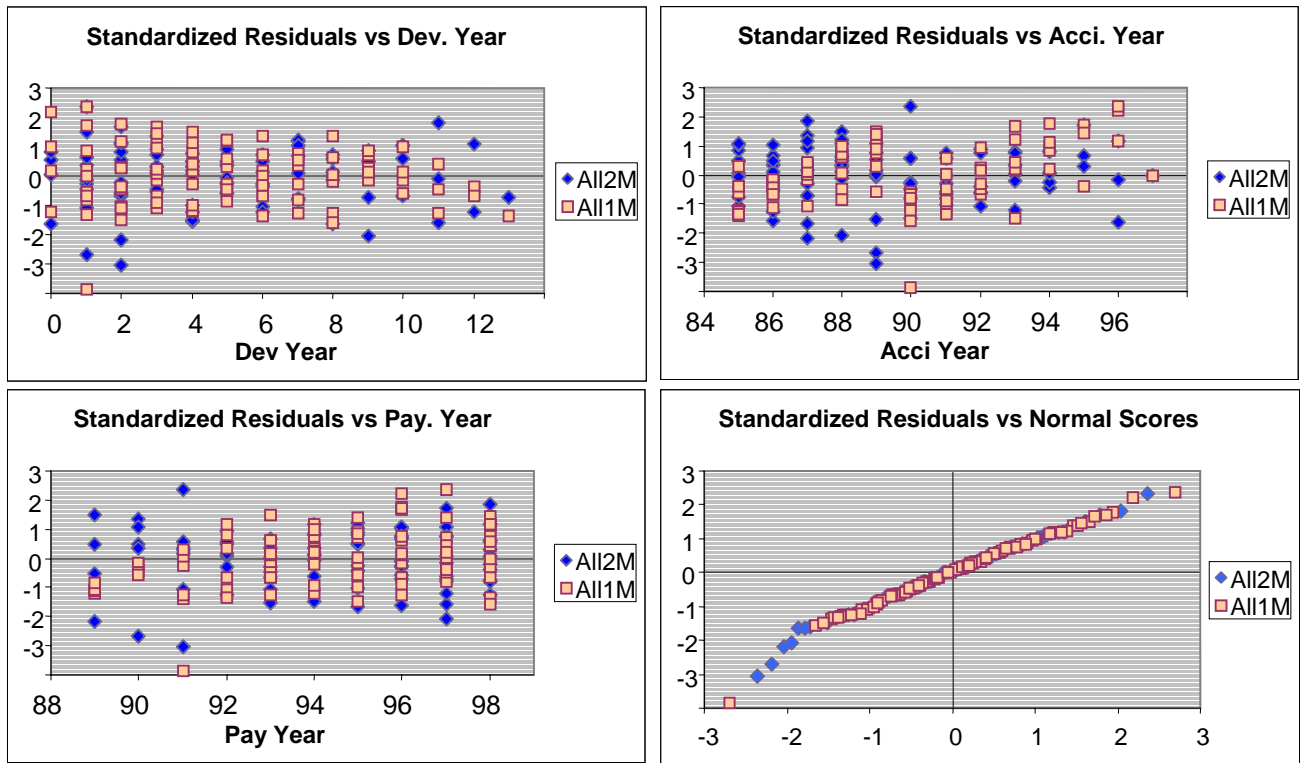 Standardized Residuals vs Dev. Year
3
2
1
0
-1
-2
-3
0 2 4 6 8 10 12
Dev Year
All2M
All1M
Standardized Residuals vs Acci. Year
3
2
1
0
-1
-2
-3
84 86 88 90 92 94 96
Acci Year
All2M
All1M
Standardized Residuals vs Pay. Year
3
2
1
0
-1
-2
-3
88 90 92 94 96 98
Pay Year
All2M
All1M
Standardized Residuals vs Normal Scores
3
2
1
0
-1
-2
-3
-3 -2 -1 0 1 2 3
All2M
All1M